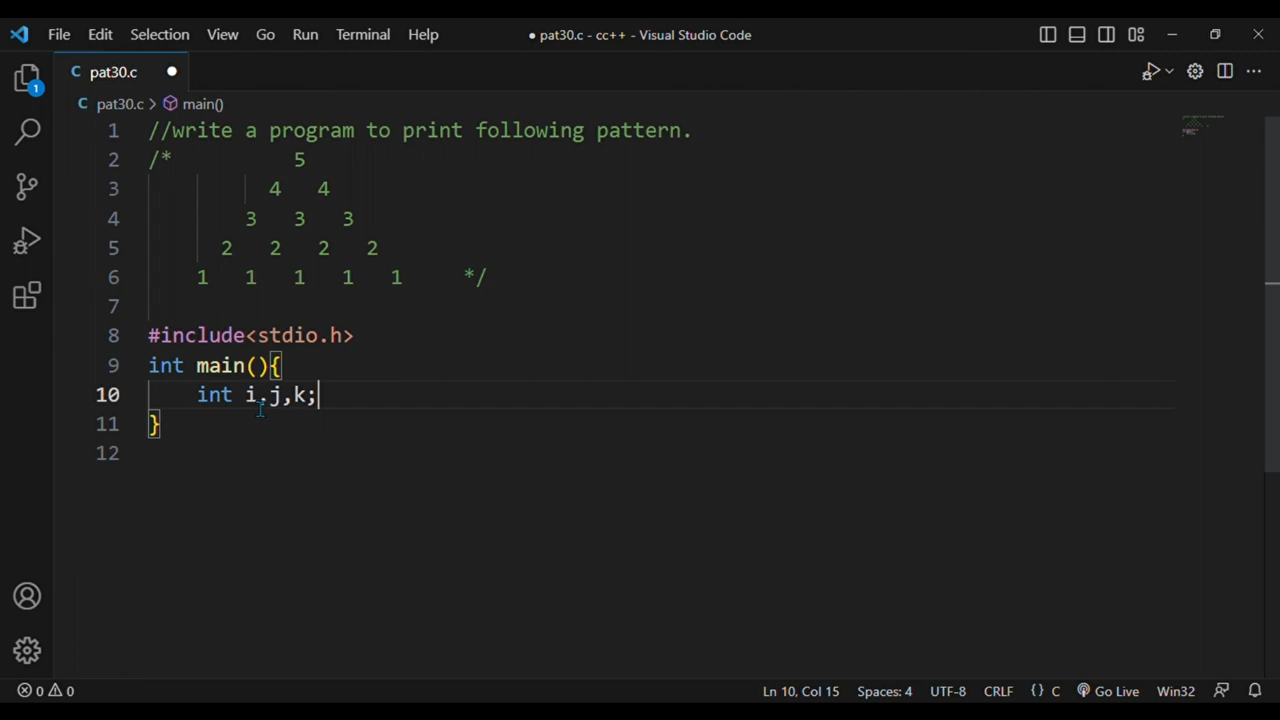 File Edit Selection View Go Run Terminal Help ● pat30.c - cc++ - Visual Studio Code
1
C pat30.c ●
C pat30.c > main()
1 //write a program to print following pattern.
2 /* 5
3 4 4
4 3 3 3
5 2 2 2 2
6 1 1 1 1 1 */
7
8 #include<stdio.h>
9 int main(){
10 int i.j,k;
11 }
12
0 0 Ln 10, Col 15 Spaces: 4 UTF-8 CRLF {} C Go Live Win32